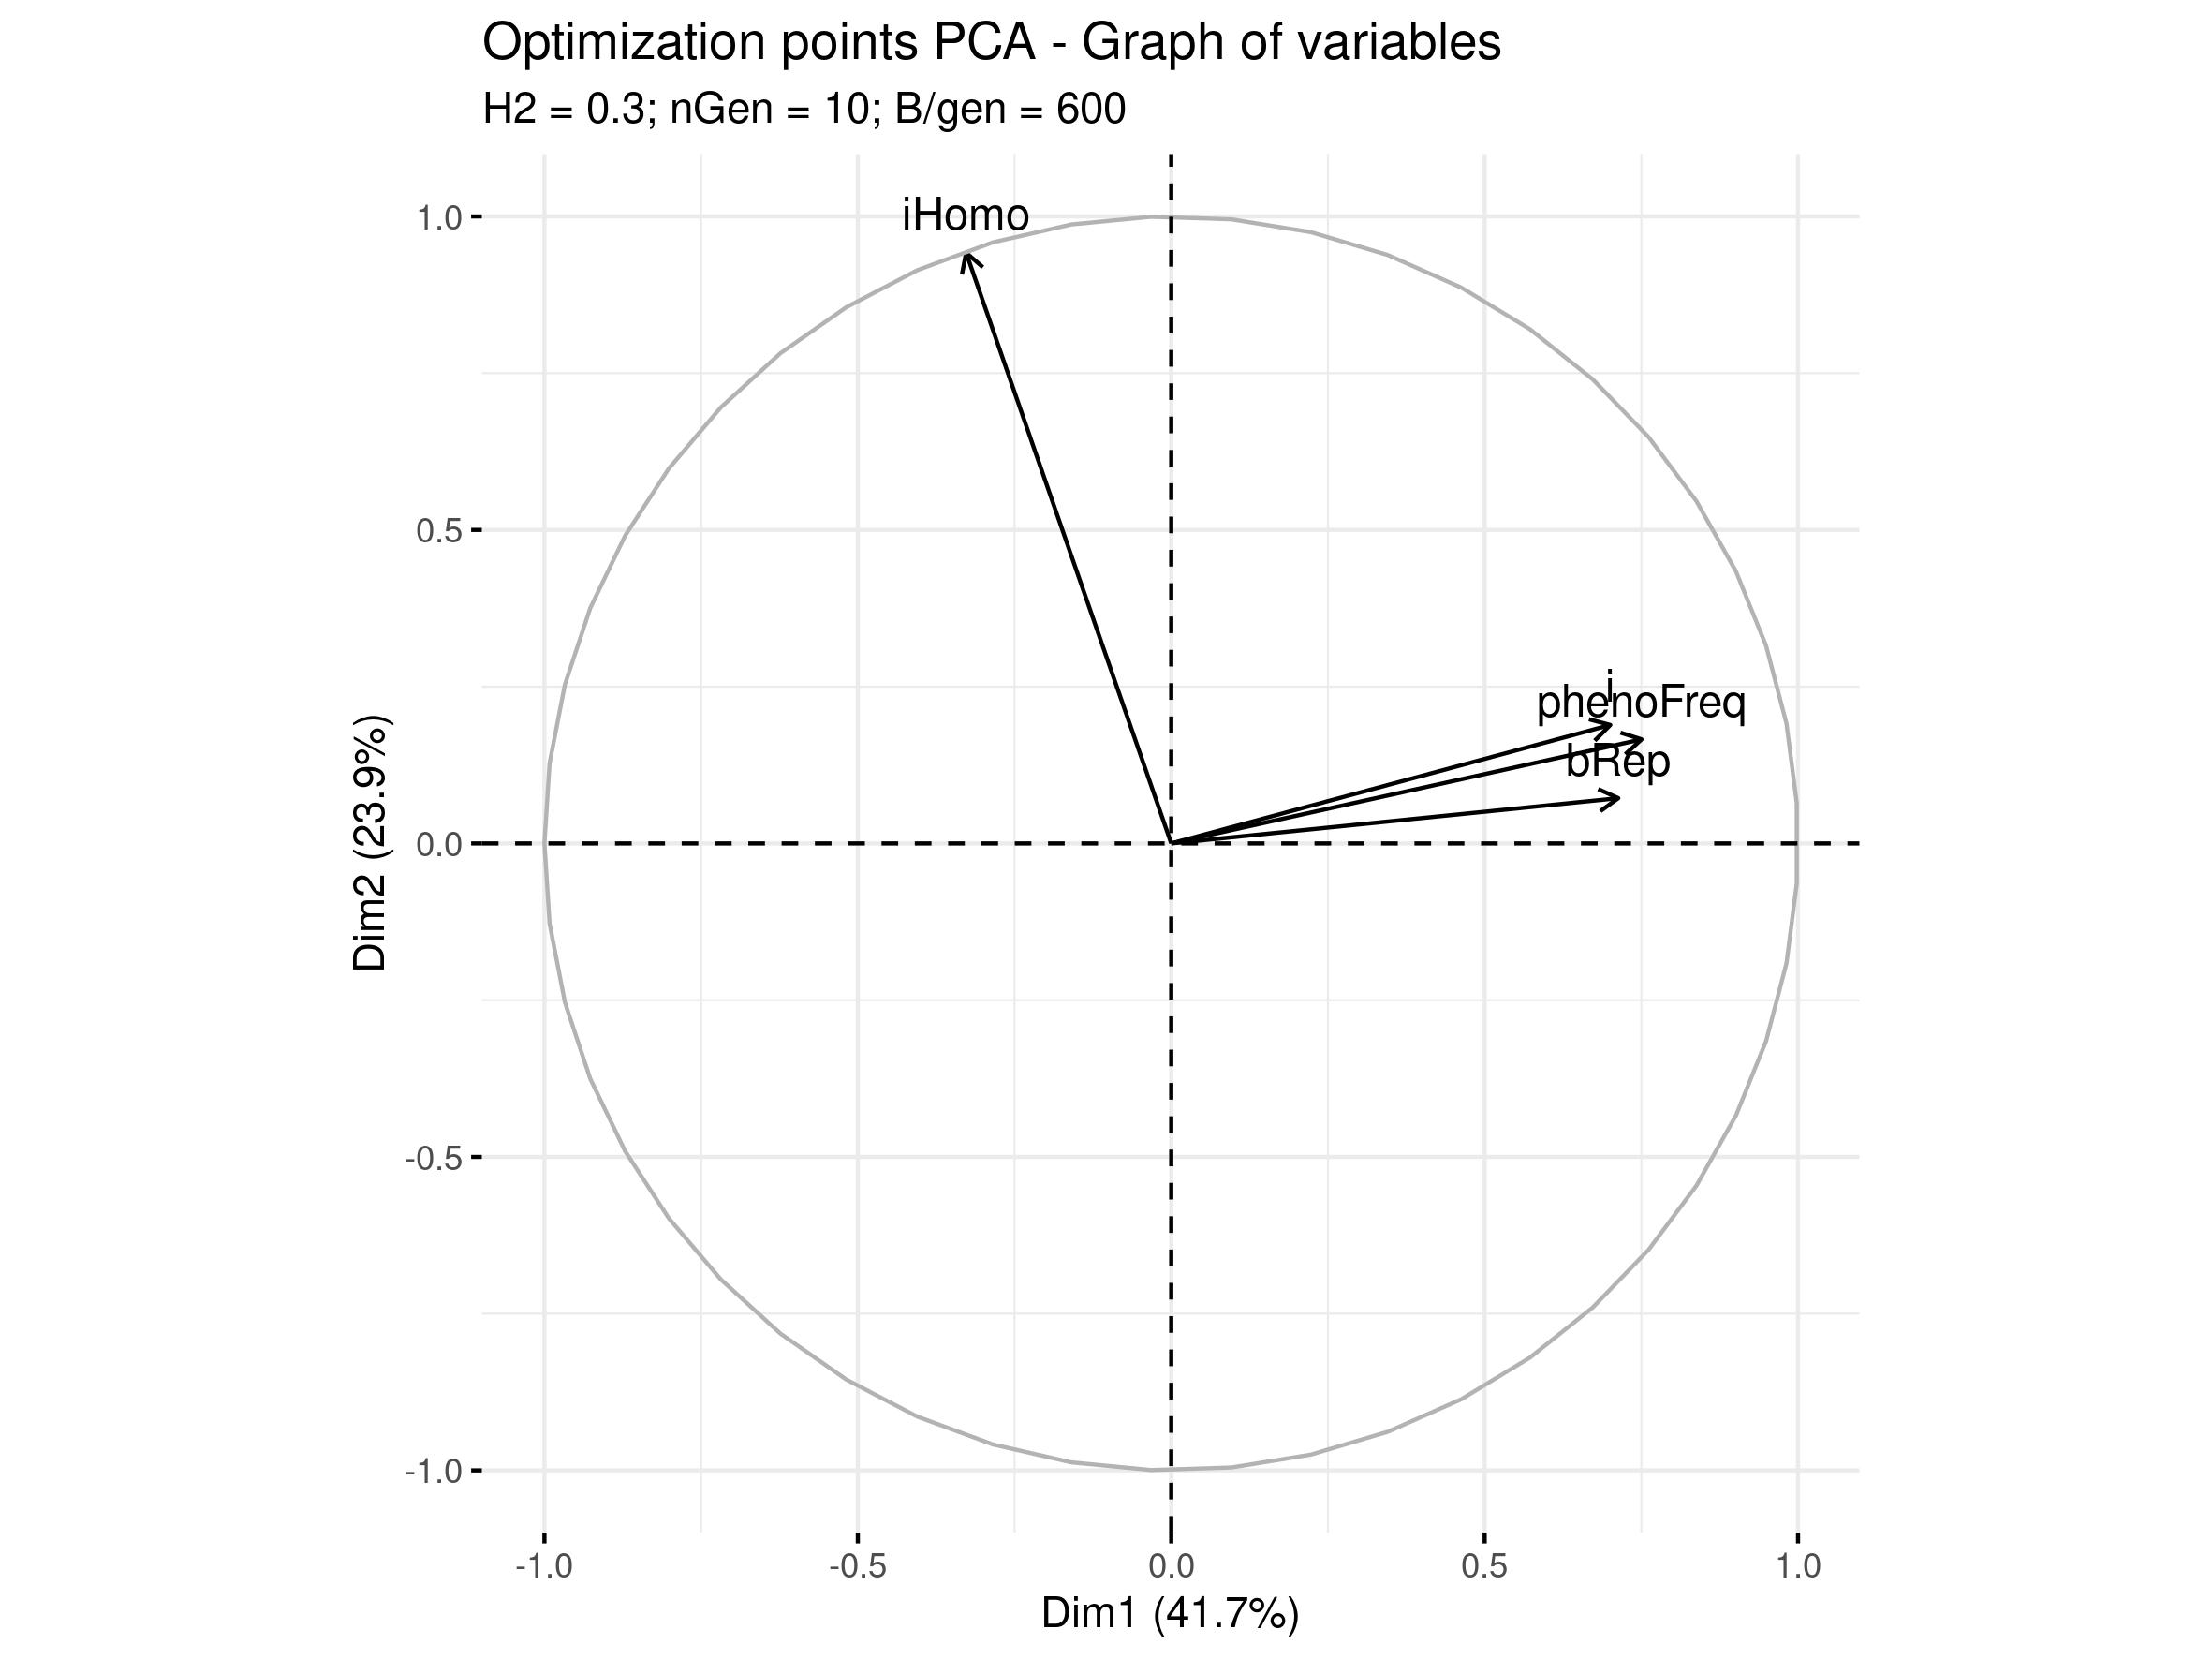 Optimization points PCA - Graph of variables
H2 = 0.3; nGen = 10; B/gen = 600
iHomo
i
phenoFreq
bRep
1.0
0.5
0.0
-0.5
-1.0
Dim2 (23.9%)
-1.0
-0.5
0.0
0.5
1.0
Dim1 (41.7%)